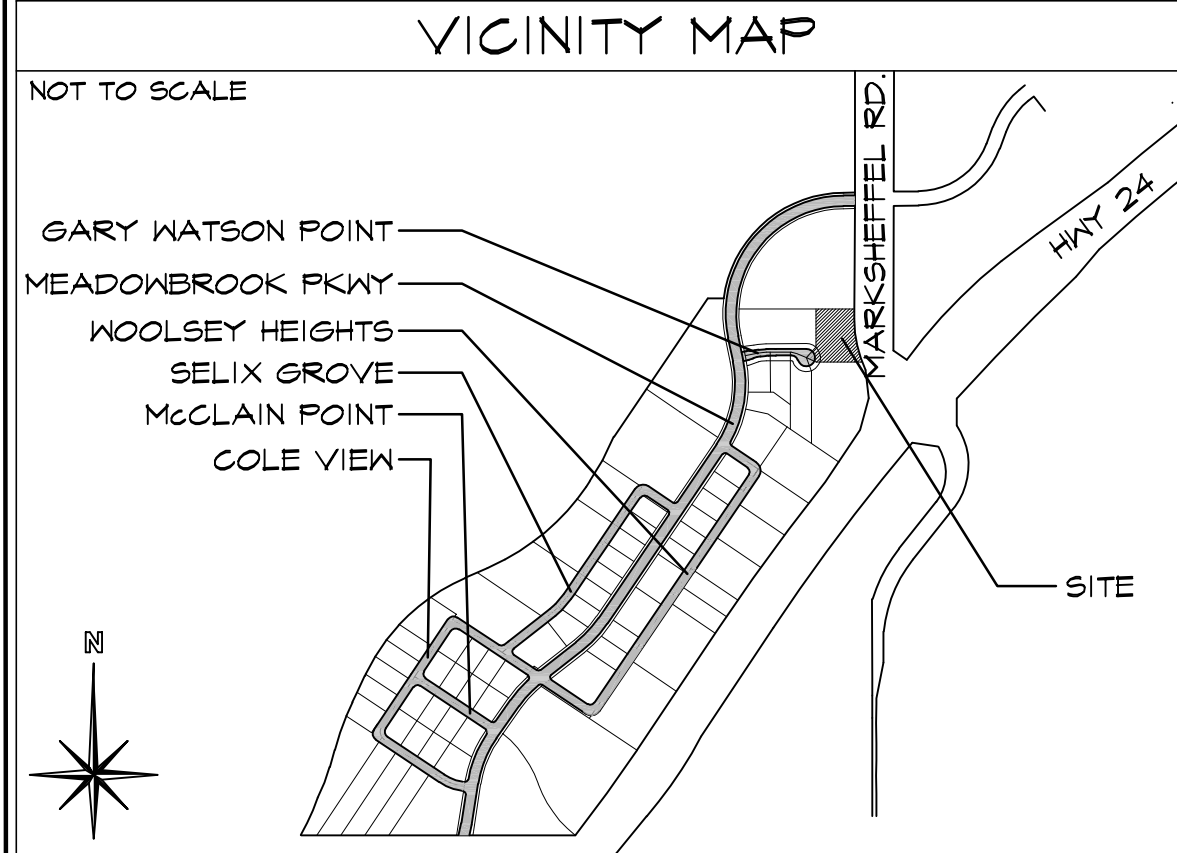 VICINITY MAP
NOT TO SCALE
MARKSHEFFEL RD.
HWY 24
GARY WATSON POINT
MEADOWBROOK PKWY
WOOLSEY HEIGHTS
SELIX GROVE
McCLAIN POINT
COLE VIEW
SITE
N